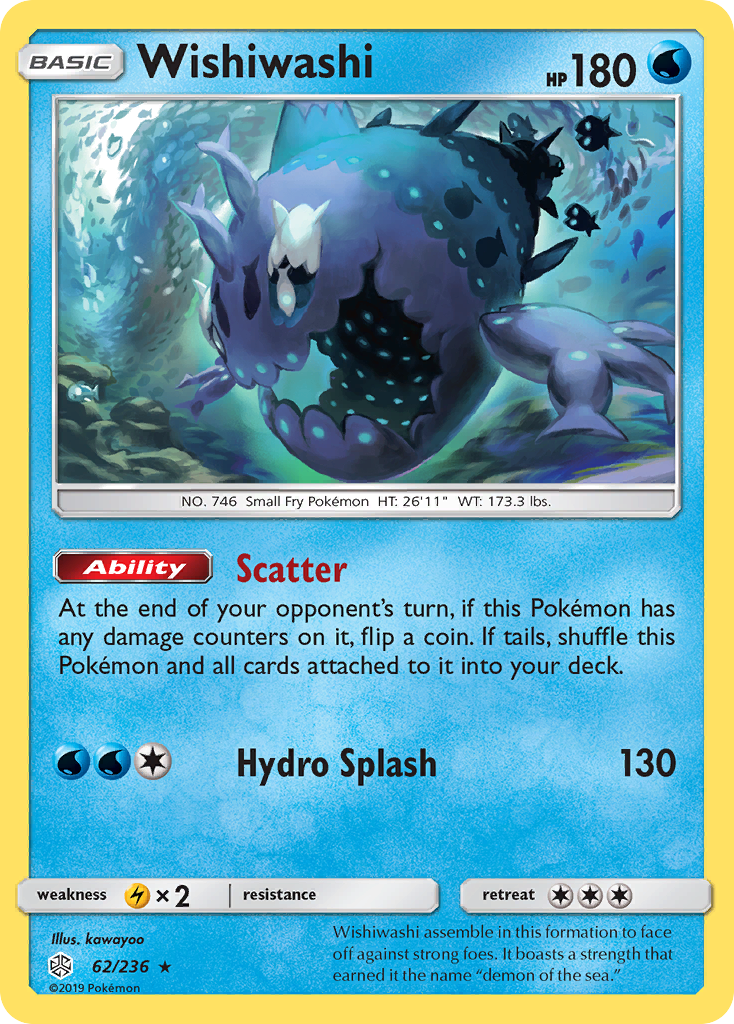 BASIC Wishiwashi HP 180
NO. 746 Small Fry Pokémon HT: 26'11" WT: 173.3 lbs.
Ability Scatter
At the end of your opponent's turn, if this Pokémon has
any damage counters on it, flip a coin. If tails, shuffle this
Pokémon and all cards attached to it into your deck.
Hydro Splash 130
weakness × 2 resistance retreat
Illus. kawayoo
62/236 ★
©2019 Pokémon
Wishiwashi assemble in this formation to face
off against strong foes. It boasts a strength that
earned it the name “demon of the sea.”